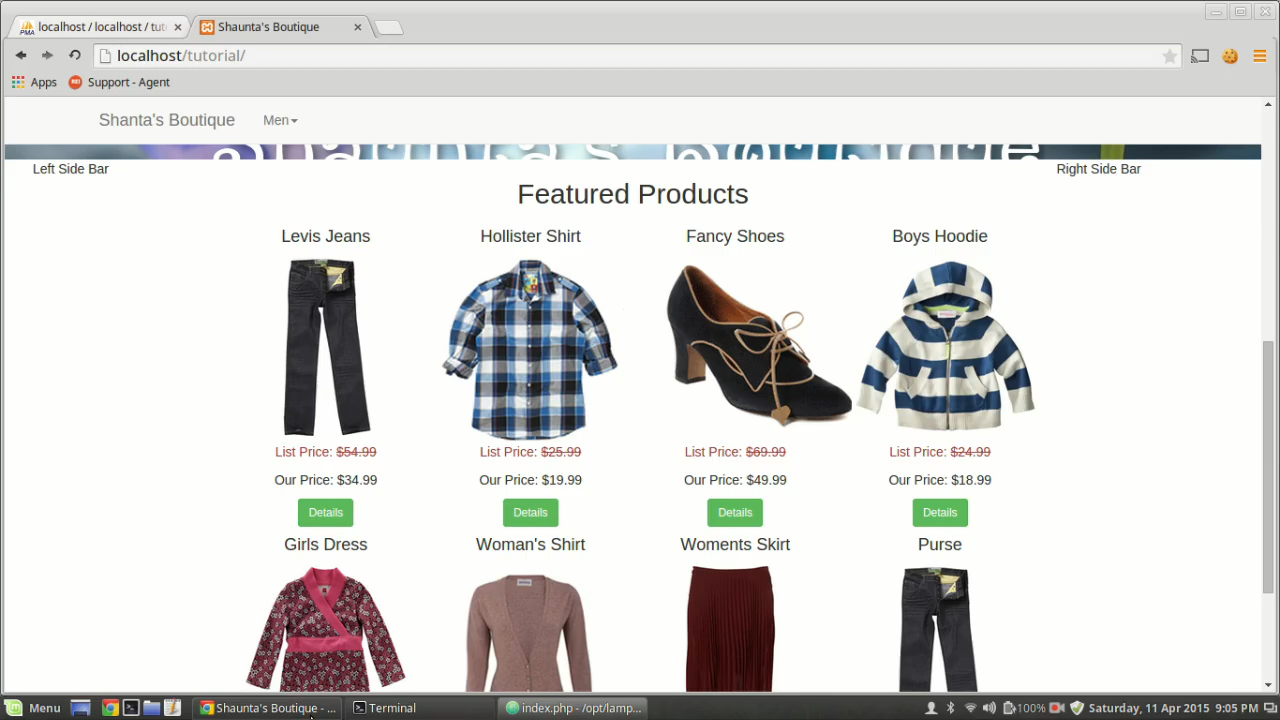 localhost / localhost / tut
Shaunta's Boutique
localhost/tutorial/
Apps
Support - Agent
Shanta's Boutique
Men
Left Side Bar
Right Side Bar
Featured Products
Levis Jeans
Hollister Shirt
Fancy Shoes
Boys Hoodie
List Price: $54.99
List Price: $25.99
List Price: $69.99
List Price: $24.99
Our Price: $34.99
Our Price: $19.99
Our Price: $49.99
Our Price: $18.99
Details
Details
Details
Details
Girls Dress
Woman's Shirt
Woments Skirt
Purse
Menu
Shaunta's Boutique - ...
Terminal
index.php - /opt/lamp...
100%
Saturday, 11 Apr 2015 9:05 PM